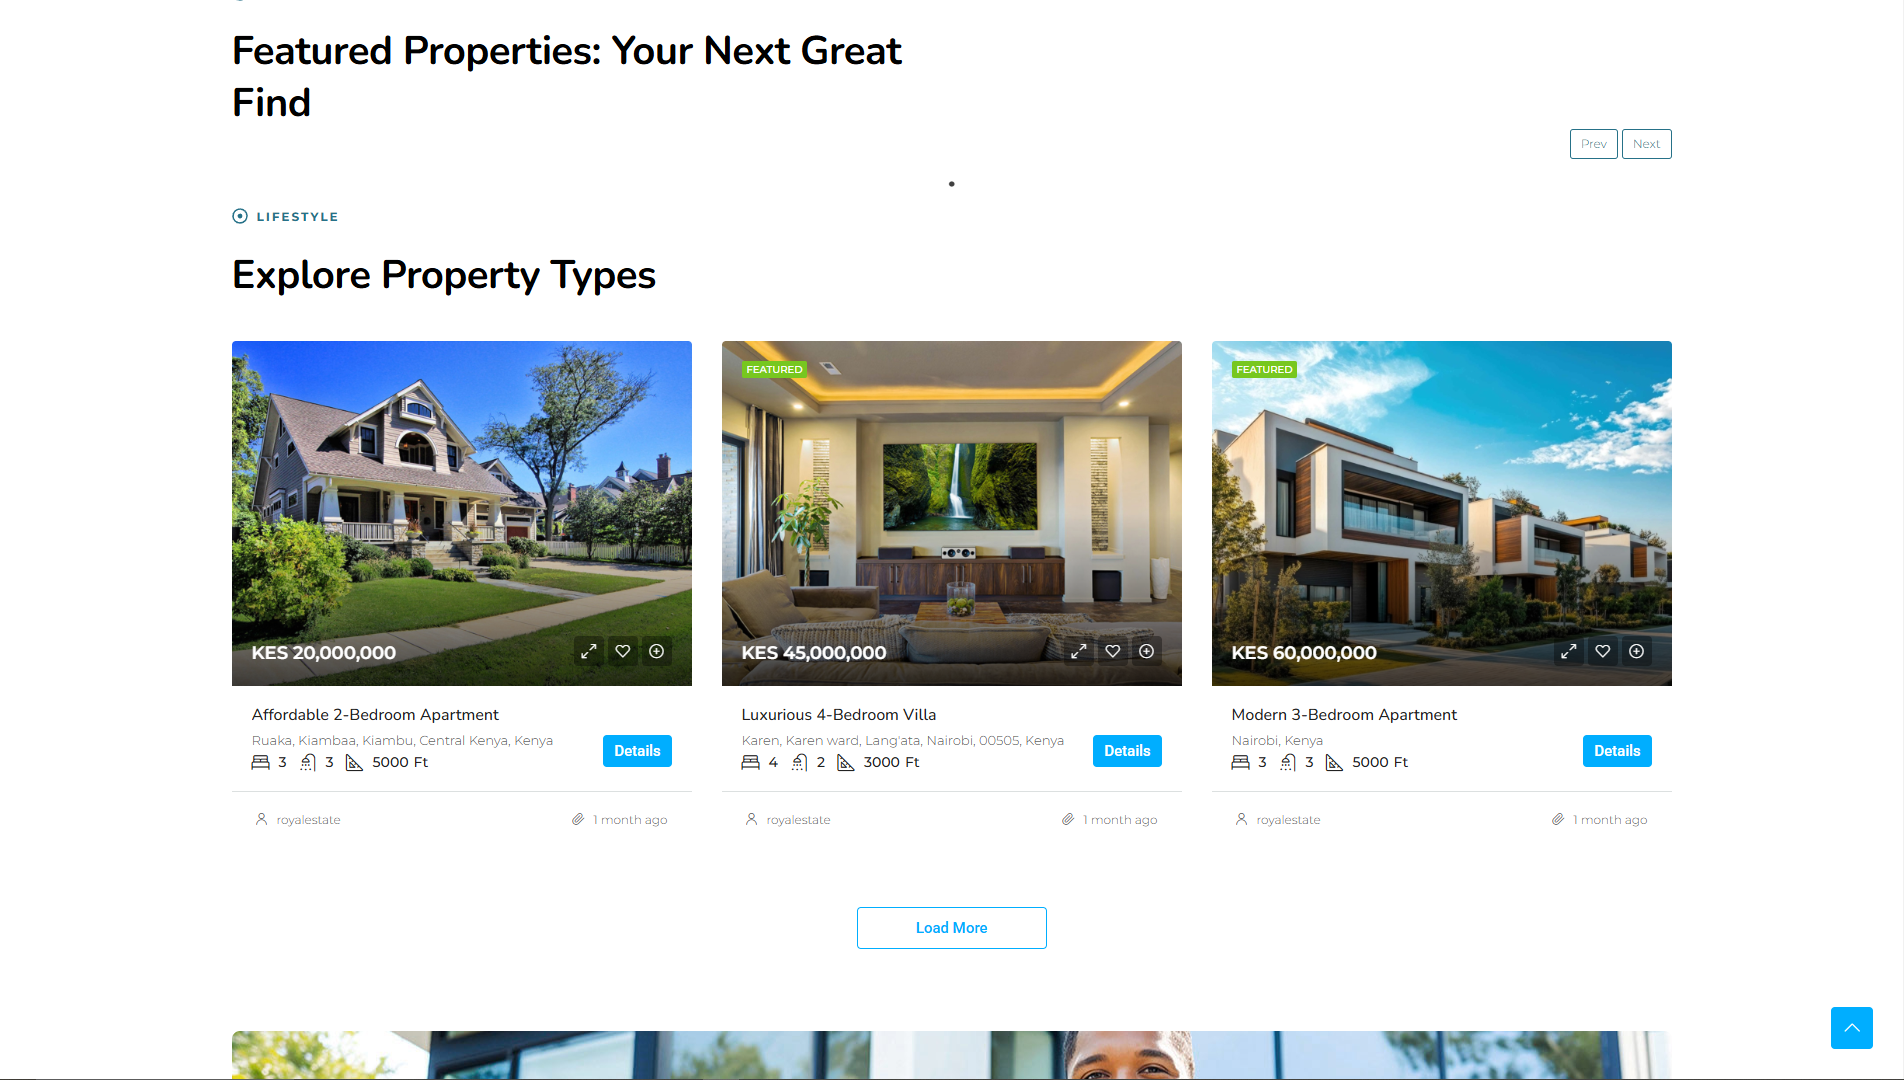 Featured Properties: Your Next Great
Find
Prev Next
LIFESTYLE
Explore Property Types
FEATURED
FEATURED
KES 20,000,000
KES 45,000,000
KES 60,000,000
Affordable 2-Bedroom Apartment
Ruaka, Kiambaa, Kiambu, Central Kenya, Kenya
3 3 5000 Ft
Details
royalestate
1 month ago
Luxurious 4-Bedroom Villa
Karen, Karen ward, Lang'ata, Nairobi, 00505, Kenya
4 2 3000 Ft
Details
royalestate
1 month ago
Modern 3-Bedroom Apartment
Nairobi, Kenya
3 3 5000 Ft
Details
royalestate
1 month ago
Load More